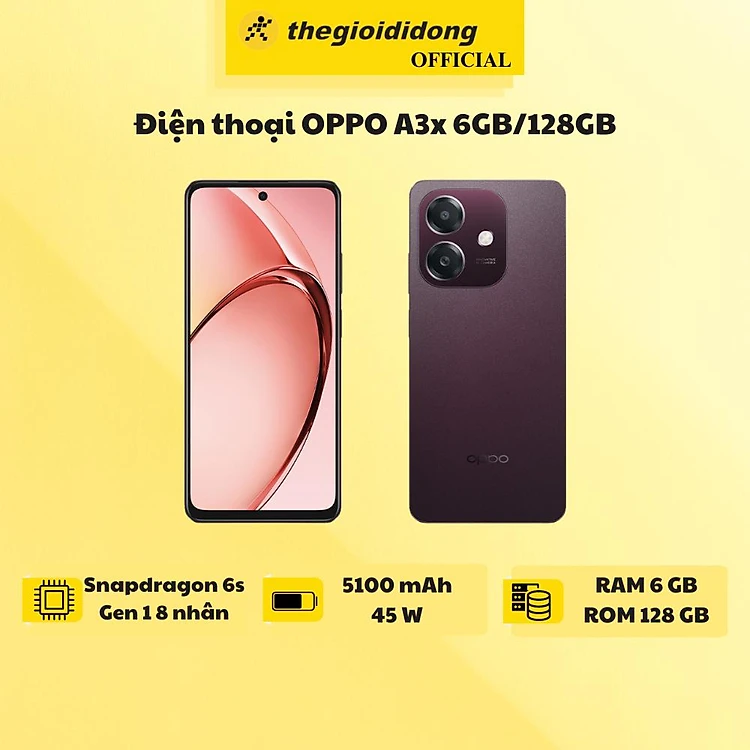 thegioididong
OFFICIAL
Điện thoại OPPO A3x 6GB/128GB
oppo
Snapdragon 6s
Gen 1 8 nhân
5100 mAh
45 W
RAM 6 GB
ROM 128 GB